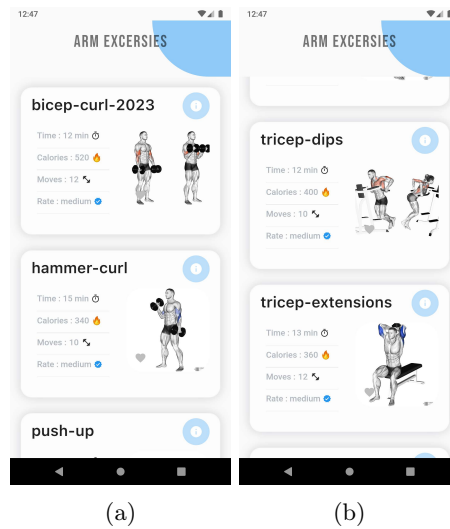 12:47
ARM EXCERSIES
bicep-curl-2023
Time : 12 min
Calories : 520
Moves : 12
Rate : medium
hammer-curl
Time : 15 min
Calories : 340
Moves : 10
Rate : medium
push-up
(a)
12:47
ARM EXCERSIES
tricep-dips
Time : 12 min
Calories : 400
Moves : 10
Rate : medium
tricep-extensions
Time : 13 min
Calories : 360
Moves : 12
Rate : medium
(b)